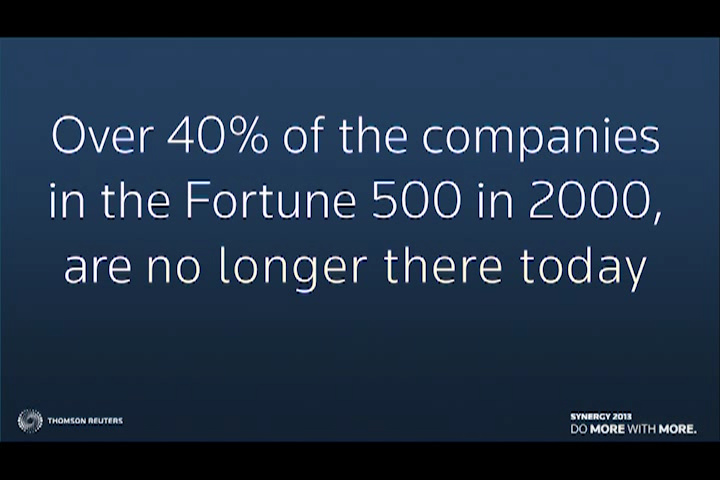 Over 40% of the companies
in the Fortune 500 in 2000,
are no longer there today
THOMSON REUTERS
SYNERGY 2013
DO MORE WITH MORE.